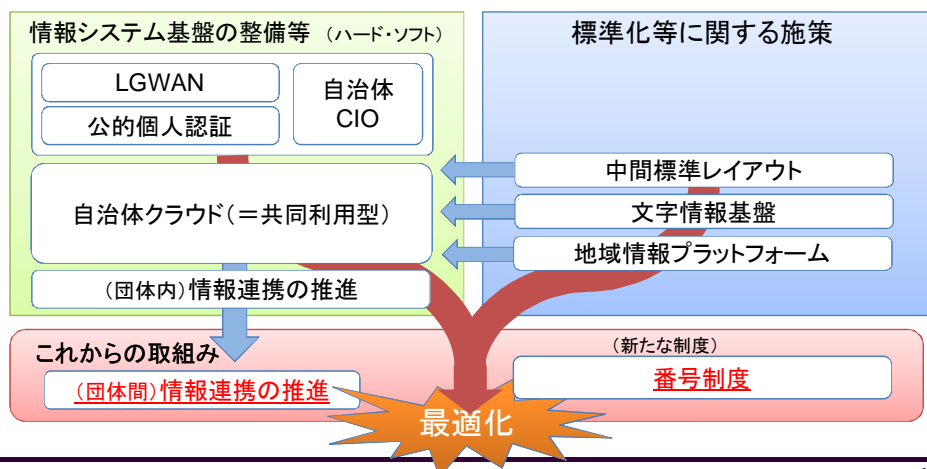 情報システム基盤の整備等 (ハード・ソフト)
LGWAN
公的個人認証
自治体
CIO
自治体クラウド(=共同利用型)
(団体内)情報連携の推進
標準化等に関する施策
中間標準レイアウト
文字情報基盤
地域情報プラットフォーム
これからの取組み
(団体間)情報連携の推進
(新たな制度)
番号制度
最適化